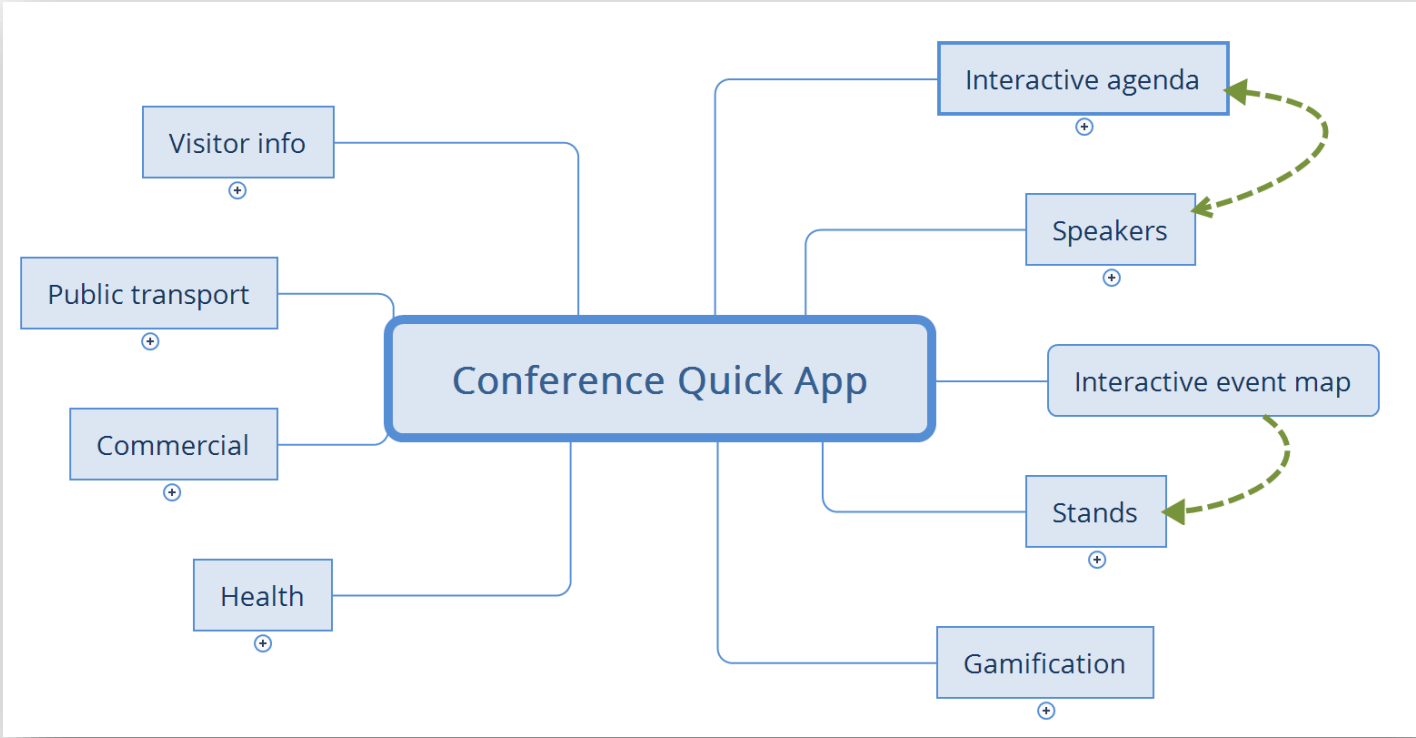 Interactive agenda
Visitor info
Speakers
Public transport
Conference Quick App
Interactive event map
Commercial
Stands
Health
Gamification